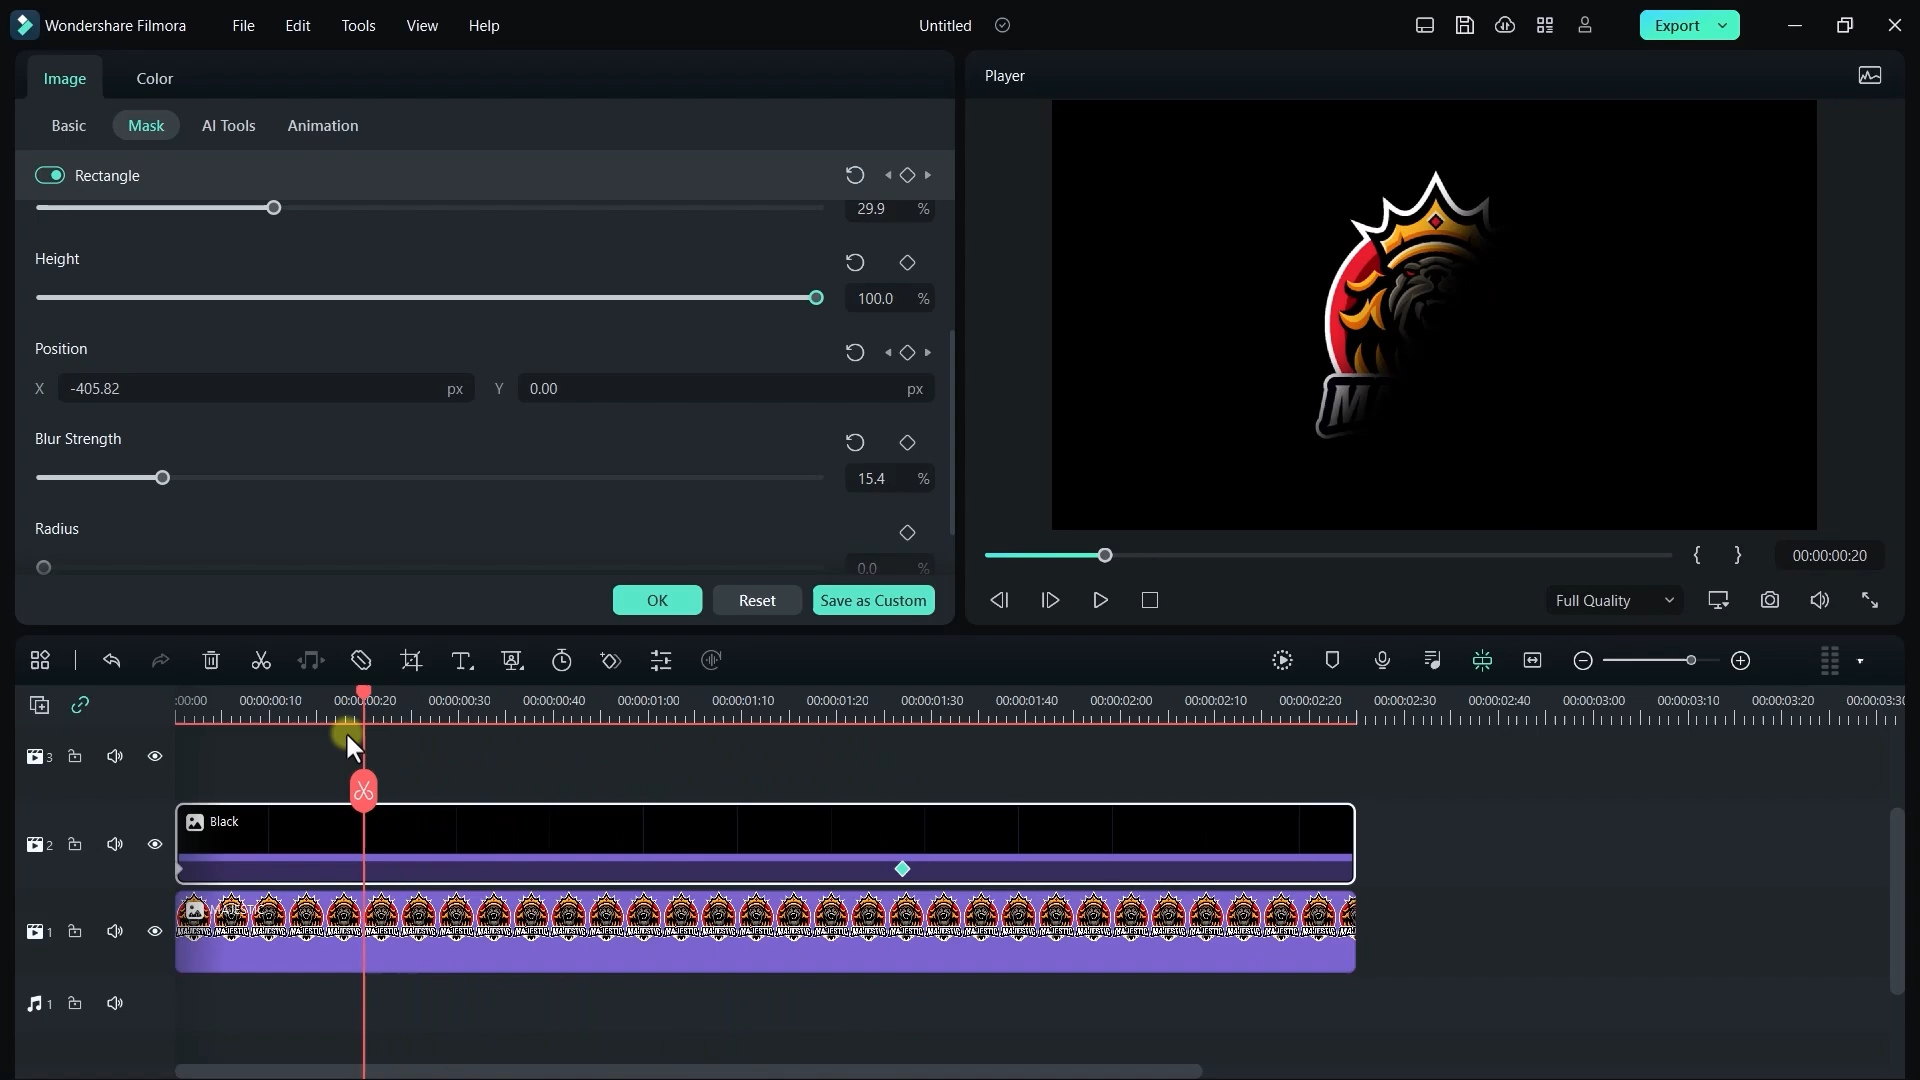 Wondershare Filmora File Edit Tools View Help Untitled Export
Image Color
Player
Basic Mask AI Tools Animation
Rectangle
29.9 %
Height
100.0 %
Position
X -405.82 px Y 0.00 px
Blur Strength
15.4 %
Radius
0.0 %
00:00:00:20
OK Reset Save as Custom
Full Quality
:00:00 00:00:00:10 00:00:00:20 00:00:00:30 00:00:00:40 00:00:01:00 00:00:01:10 00:00:01:20 00:00:01:30 00:00:01:40 00:00:02:00 00:00:02:10 00:00:02:20 00:00:02:30 00:00:02:40 00:00:03:00 00:00:03:10 00:00:03:20 00:00:03:30
3
Black
2
MAJESTIC
1
1